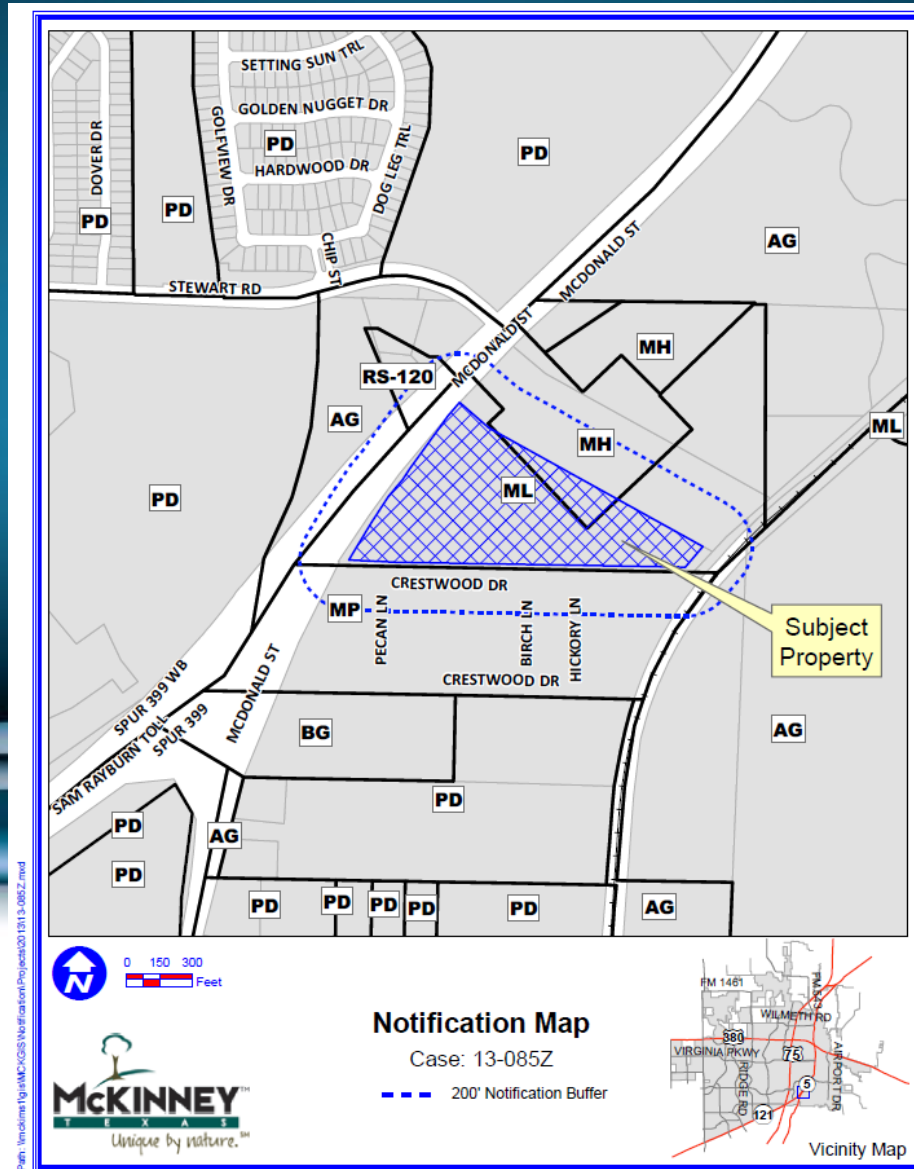 SETTING SUN TRL
GOLDEN NUGGET DR
PD
HARDWOOD DR
DOVER DR
GOLFVIEW DR
DOG LEG TRL
PD
PD
PD
CHIP ST
STEWART RD
MCDONALD ST
AG
MCDONALD ST
MH
RS-120
AG
MH
ML
ML
PD
CRESTWOOD DR
MP
PECAN LN
BIRCH LN
HICKORY LN
Subject
Property
CRESTWOOD DR
SPUR 399 WB
MCDONALD ST
SAM RAYBURN TOLL
SPUR 399
BG
AG
PD
PD
AG
PD
PD
PD
PD
PD
PD
AG
N
0 150 300
Feet
Notification Map
Case: 13-085Z
200' Notification Buffer
McKINNEY™
TEXAS
Unique by nature.℠
FM 1461
FM 543
WILMETH RD
380
VIRGINIA PKWY
75
RIDGE RD
AIRPORT DR
5
121
Vicinity Map